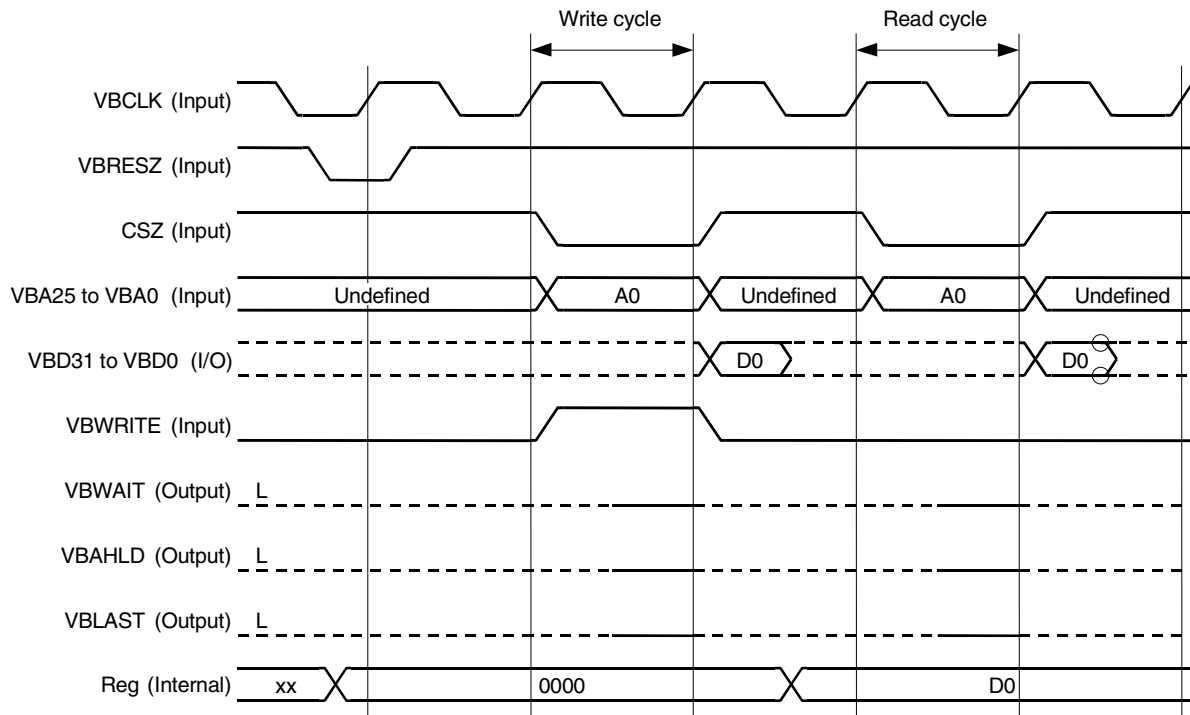 Write cycle Read cycle
VBCLK (Input)
VBRESZ (Input)
CSZ (Input)
VBA25 to VBA0 (Input) Undefined A0 Undefined A0 Undefined
VBD31 to VBD0 (I/O) D0 D0
VBWRITE (Input)
VBWAIT (Output) L
VBAHLD (Output) L
VBLAST (Output) L
Reg (Internal) xx 0000 D0